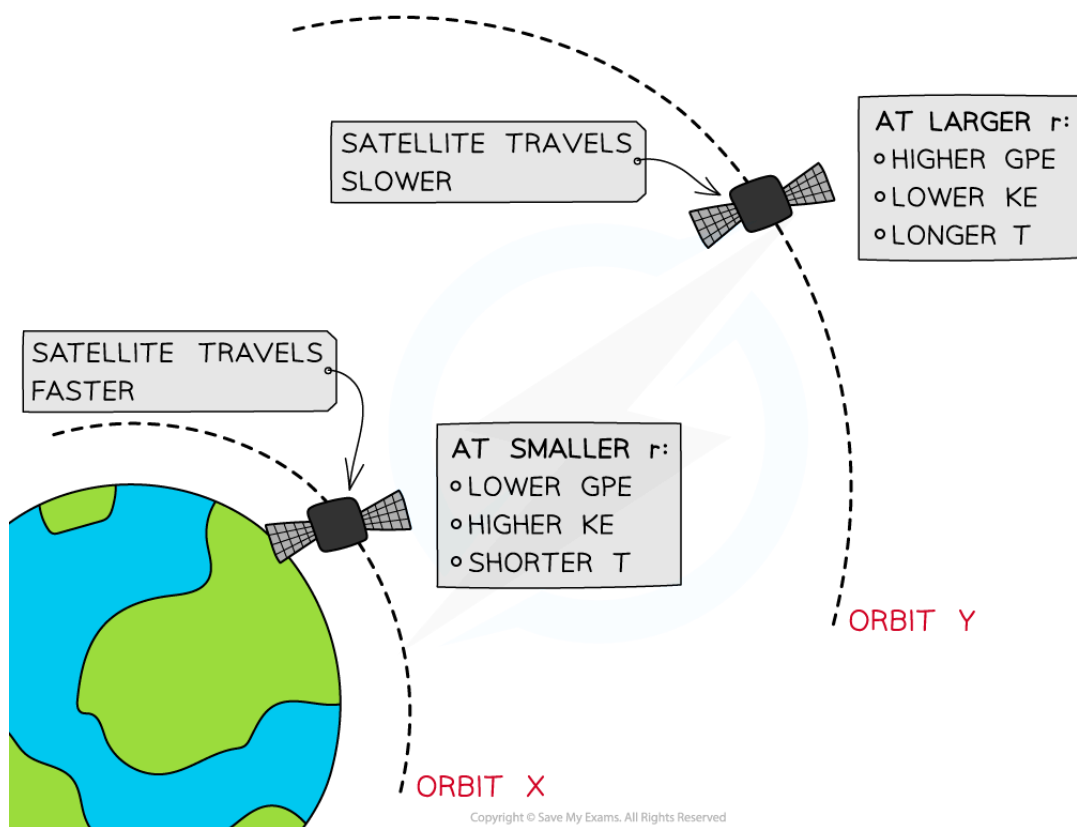 SATELLITE TRAVELS
SLOWER
AT LARGER r:
HIGHER GPE
LOWER KE
LONGER T
SATELLITE TRAVELS
FASTER
AT SMALLER r:
LOWER GPE
HIGHER KE
SHORTER T
ORBIT Y
ORBIT X
Copyright © Save My Exams. All Rights Reserved